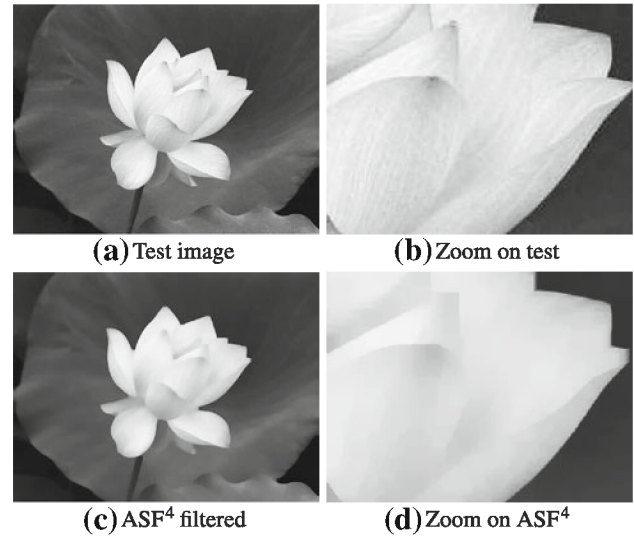 (a) Test image
(b) Zoom on test
(c) ASF⁴ filtered
(d) Zoom on ASF⁴